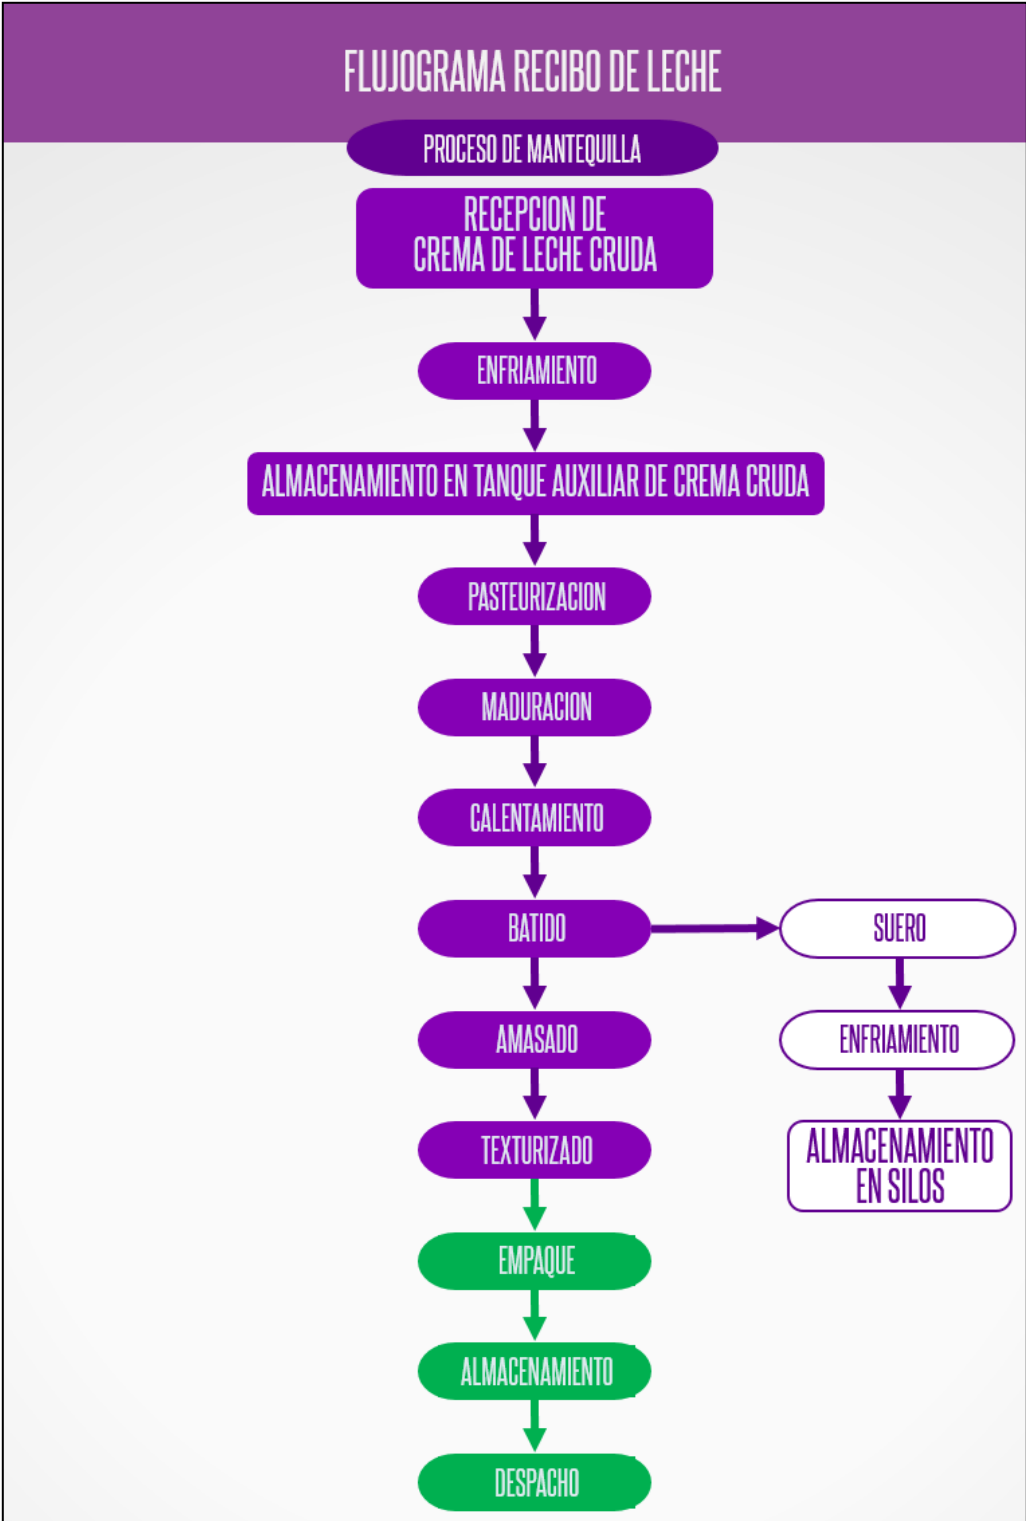 FLUJOGRAMA RECIBO DE LECHE
PROCESO DE MANTEQUILLA
RECEPCION DE
CREMA DE LECHE CRUDA
ENFRIAMIENTO
ALMACENAMIENTO EN TANQUE AUXILIAR DE CREMA CRUDA
PASTEURIZACION
MADURACION
CALENTAMIENTO
BATIDO
SUERO
AMASADO
ENFRIAMIENTO
TEXTURIZADO
ALMACENAMIENTO
EN SILOS
EMPAQUE
ALMACENAMIENTO
DESPACHO